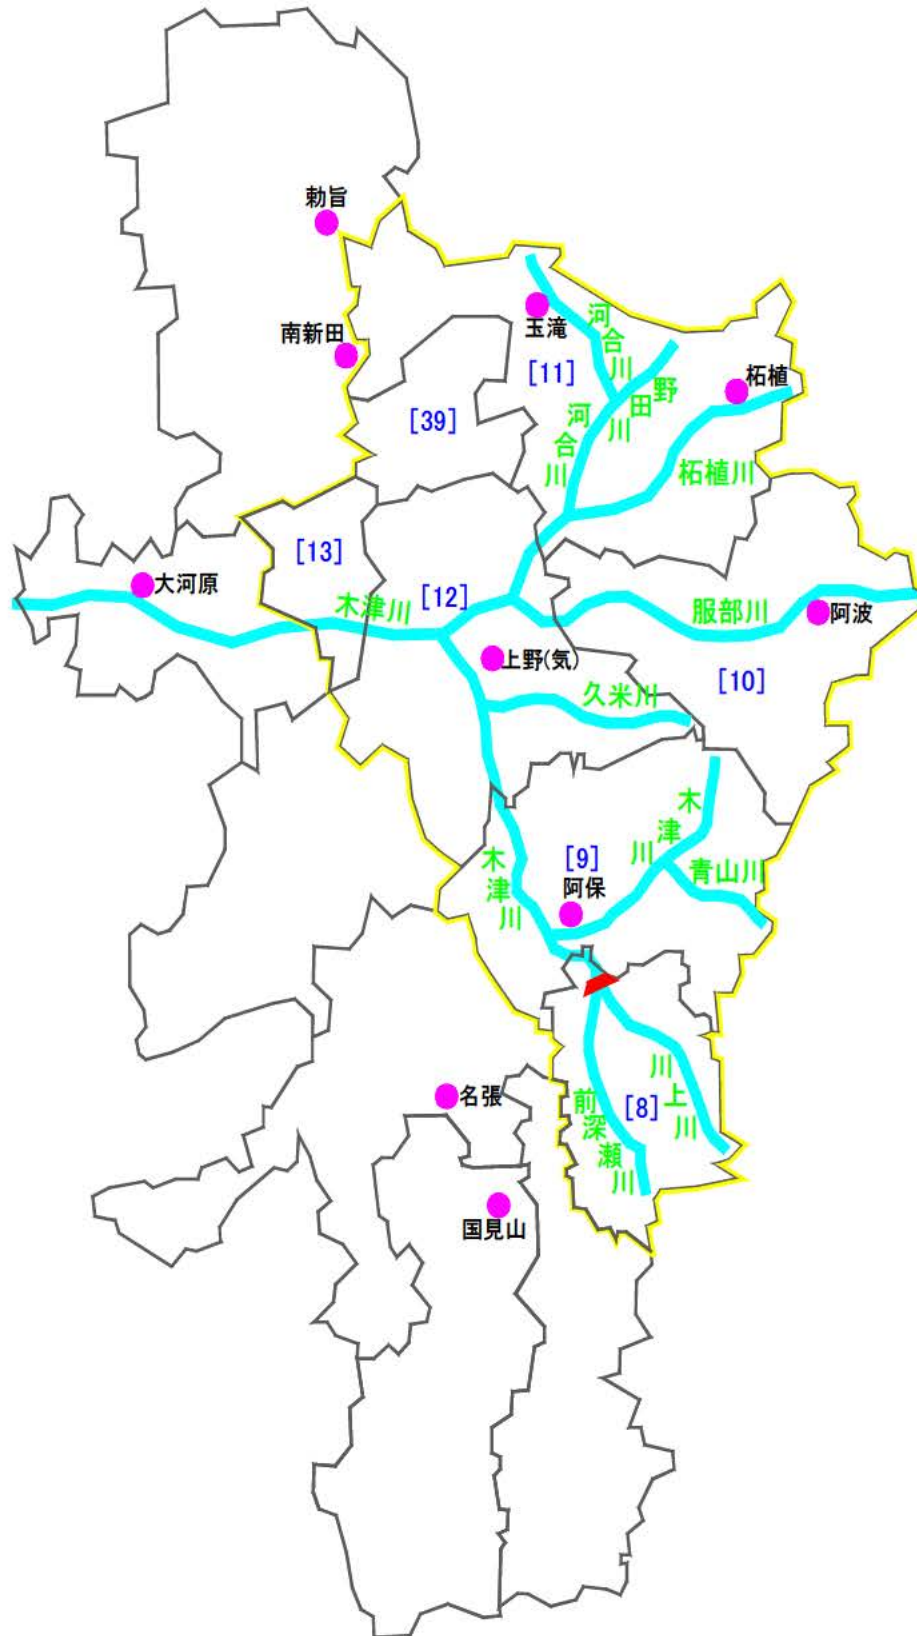 勅旨
南新田
玉滝
河合川
[11]
野田川
柘植
[39]
河合川
柘植川
[13]
大河原
木津川
[12]
服部川
阿波
上野(気)
久米川
[10]
木津川
[9]
木津川
青山川
阿保
川上川
名張
[8]
前深瀬川
国見山